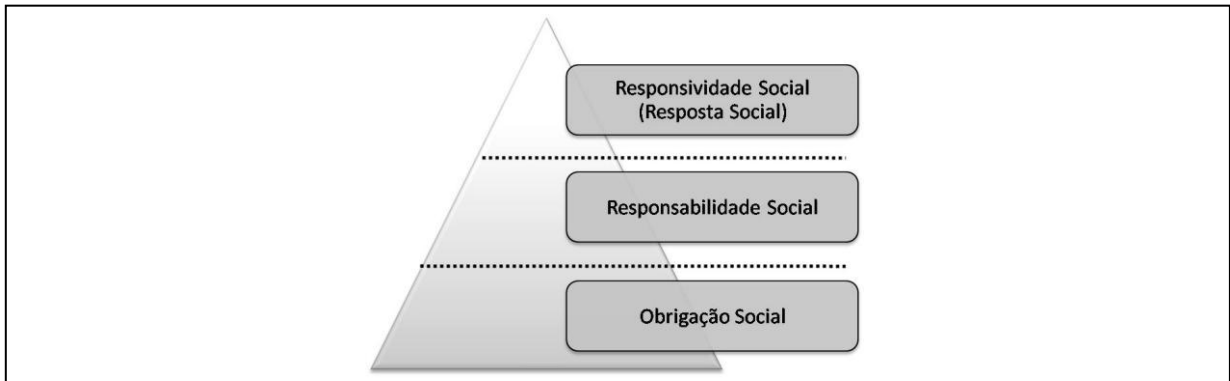 Responsividade Social
(Resposta Social)
Responsabilidade Social
Obrigação Social